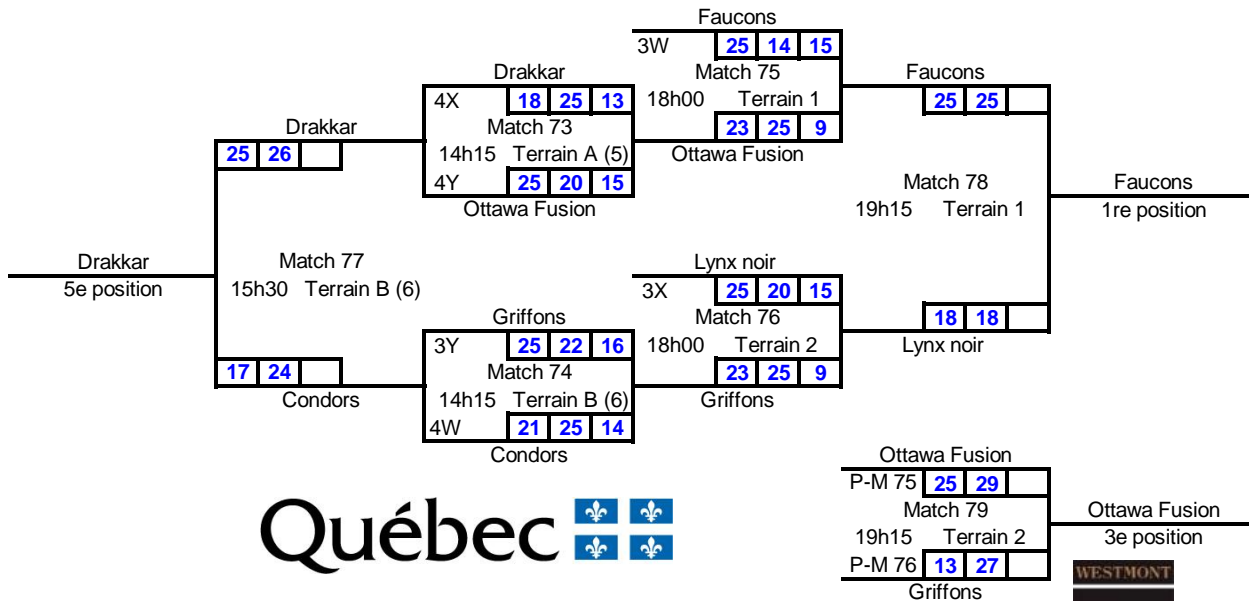 Faucons
3W 25 14 15
Drakkar
Match 75
Faucons
4X 18 25 13
18h00 Terrain 1
25 25
Drakkar
Match 73
23 25 9
25 26
14h15 Terrain A (5)
Ottawa Fusion
4Y 25 20 15
Match 78
Faucons
Ottawa Fusion
19h15 Terrain 1
1re position
Drakkar
Match 77
Lynx noir
5e position
15h30 Terrain B (6)
3X 25 20 15
Griffons
Match 76
18 18
3Y 25 22 16
18h00 Terrain 2
Lynx noir
17 24
Match 74
23 25 9
Condors
14h15 Terrain B (6)
Griffons
4W 21 25 14
Condors
Ottawa Fusion
P-M 75 25 29
Match 79
Ottawa Fusion
19h15 Terrain 2
3e position
P-M 76 13 27
Griffons
Québec
WESTMONT